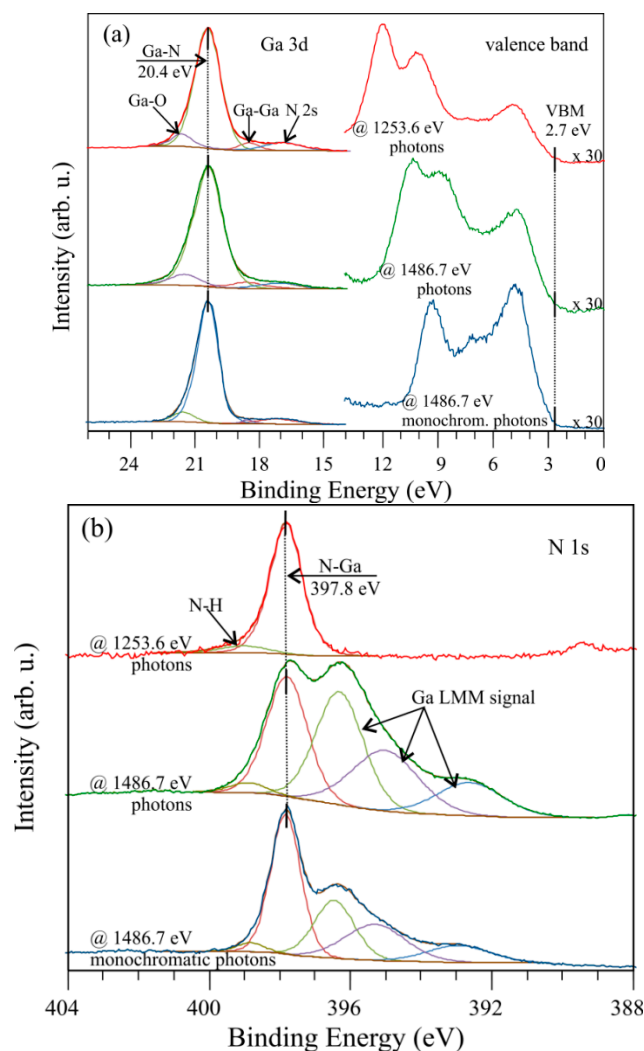 (a)
Ga 3d
valence band
Ga-N
20.4 eV
Ga-O
Ga-Ga N 2s
@ 1253.6 eV
photons
VBM
2.7 eV
x 30
@ 1486.7 eV
photons
x 30
@ 1486.7 eV
monochrom. photons
x 30
Intensity (arb. u.)
24 21 18 15 12 9 6 3 0
Binding Energy (eV)
(b)
N 1s
N-Ga
397.8 eV
N-H
@ 1253.6 eV
photons
Ga LMM signal
@ 1486.7 eV
photons
@ 1486.7 eV
monochromatic photons
Intensity (arb. u.)
404 400 396 392 388
Binding Energy (eV)